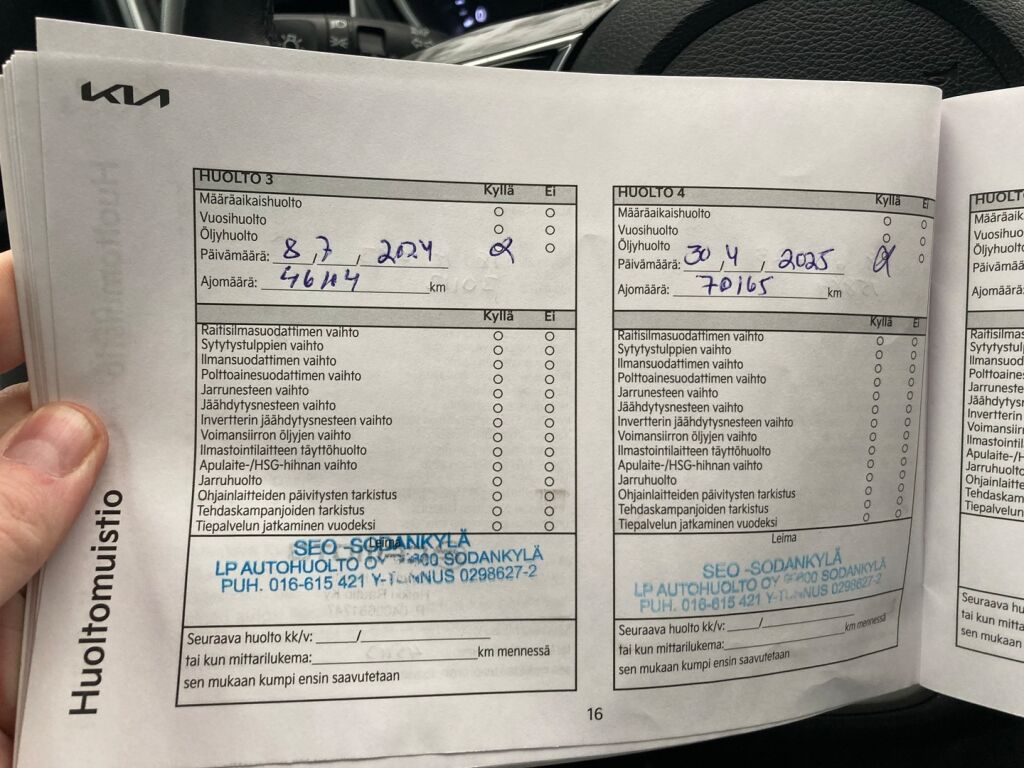 KIA
Huoltomuistio
HUOLTO 3
Kyllä Ei
Määräaikaishuolto
Vuosihuolto
Öljyhuolto
Päivämäärä: 8 , 7 , 2024
Ajomäärä: km
Kyllä Ei
Raitisilmasuodattimen vaihto
Sytytystulppien vaihto
Ilmansuodattimen vaihto
Polttoainesuodattimen vaihto
Jarrunesteen vaihto
Jäähdytysnesteen vaihto
Invertterin jäähdytysnesteen vaihto
Voimansiirron öljyjen vaihto
Ilmastointilaitteen täyttöhuolto
Apulaite-/HSG-hihnan vaihto
Jarruhuolto
Ohjainlaitteiden päivitysten tarkistus
Tehdaskampanjoiden tarkistus
Tiepalvelun jatkaminen vuodeksi
Leima
SEO -SODANKYLÄ
LP AUTOHUOLTO OY SODANKYLÄ
PUH. 016-615 421 Y-TUNNUS 0298627-2
Seuraava huolto kk/v: /
tai kun mittarilukema: km mennessä
sen mukaan kumpi ensin saavutetaan
HUOLTO 4
Kyllä Ei
Määräaikaishuolto
Vuosihuolto
Öljyhuolto
Päivämäärä: 30 , 4 , 2025
Ajomäärä: 70165 km
Kyllä Ei
Raitisilmasuodattimen vaihto
Sytytystulppien vaihto
Ilmansuodattimen vaihto
Polttoainesuodattimen vaihto
Jarrunesteen vaihto
Jäähdytysnesteen vaihto
Invertterin jäähdytysnesteen vaihto
Voimansiirron öljyjen vaihto
Ilmastointilaitteen täyttöhuolto
Apulaite-/HSG-hihnan vaihto
Jarruhuolto
Ohjainlaitteiden päivitysten tarkistus
Tehdaskampanjoiden tarkistus
Tiepalvelun jatkaminen vuodeksi
Leima
SEO -SODANKYLÄ
LP AUTOHUOLTO OY SODANKYLÄ
PUH. 016-615 421 Y-TUNNUS 0298627-2
Seuraava huolto kk/v: /
tai kun mittarilukema: km mennessä
sen mukaan kumpi ensin saavutetaan
16
Öljyhuolto
Ajomäärä:
Jarruhuolto
tai kun
sen mukaan